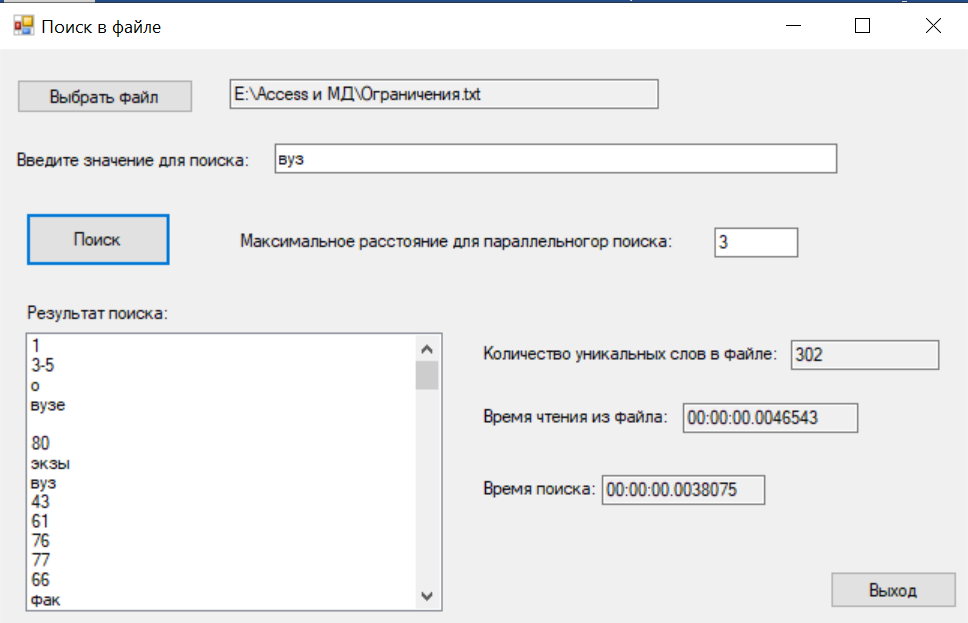 Поиск в файле
Выбрать файл
E:\Access и МД\Ограничения.txt
Введите значение для поиска:
вуз
Поиск
Максимальное расстояние для параллельногор поиска:
3
Результат поиска:
1
3-5
о
вузе
80
экзы
вуз
43
61
76
77
66
фак
Количество уникальных слов в файле:
302
Время чтения из файла:
00:00:00.0046543
Время поиска:
00:00:00.0038075
Выход